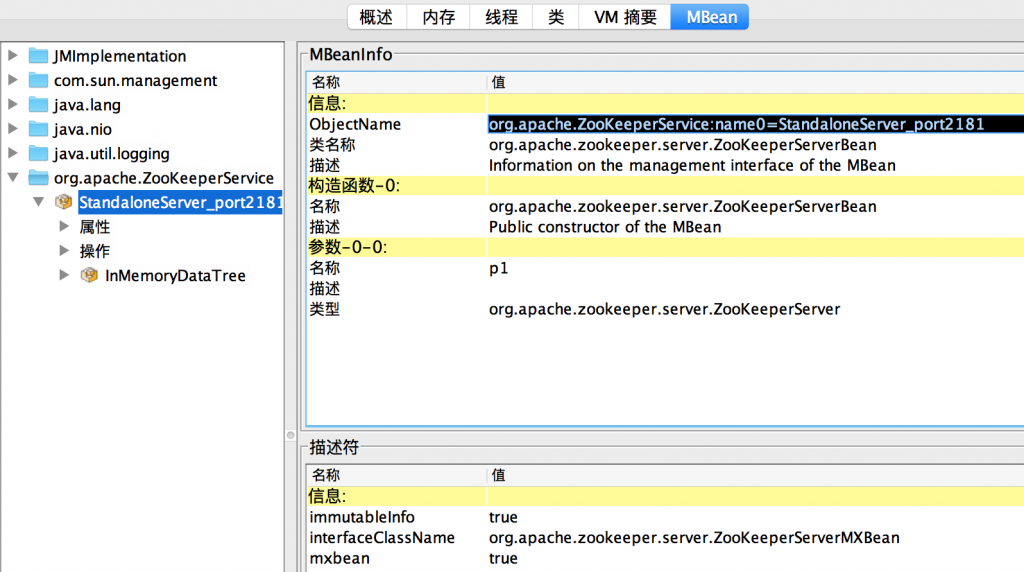 概述 内存 线程 类 VM 摘要 MBean
JMImplementation
com.sun.management
java.lang
java.nio
java.util.logging
org.apache.ZooKeeperService
StandaloneServer_port2181
属性
操作
InMemoryDataTree
MBeanInfo
名称 值
信息:
ObjectName org.apache.ZooKeeperService:name0=StandaloneServer_port2181
类名称 org.apache.zookeeper.server.ZooKeeperServerBean
描述 Information on the management interface of the MBean
构造函数-0:
名称 org.apache.zookeeper.server.ZooKeeperServerBean
描述 Public constructor of the MBean
参数-0-0:
名称 p1
描述
类型 org.apache.zookeeper.server.ZooKeeperServer
描述符
名称 值
信息:
immutableInfo true
interfaceClassName org.apache.zookeeper.server.ZooKeeperServerMXBean
mxbean true